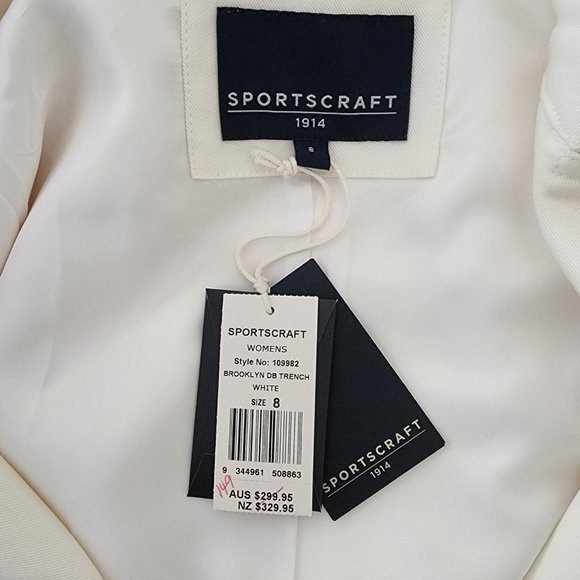 SPORTSCRAFT
1914
8
SPORTSCRAFT
WOMENS
Style No: 109982
BROOKLYN DB TRENCH
WHITE
SIZE 8
9 344961 508863
149
AUS $299.95
NZ $329.95
SPORTSCRAFT
1914